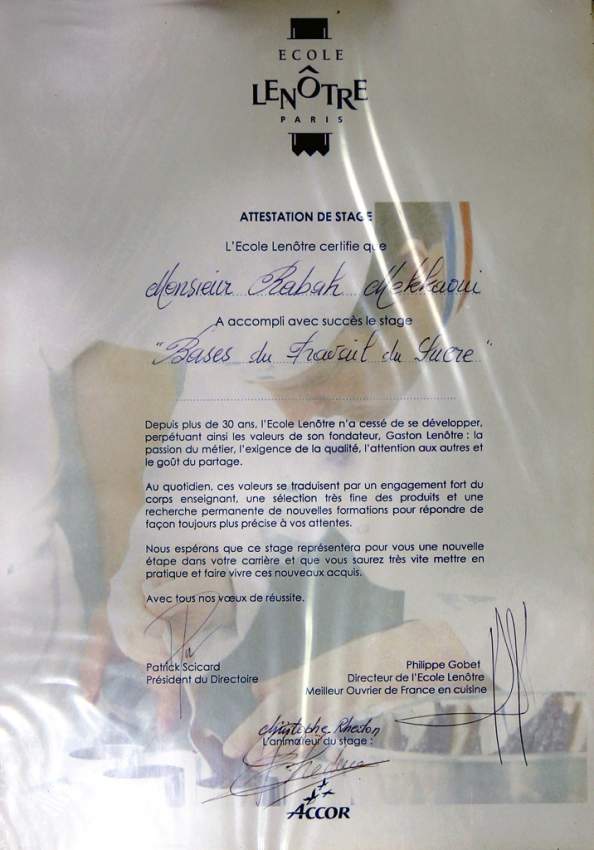 ECOLE
LENÔTRE
PARIS
ATTESTATION DE STAGE
L'Ecole Lenôtre certifie que
Monsieur Rabah Mekkaoui
A accompli avec succès le stage
"Bases du Travail du Sucre"
Depuis plus de 30 ans, l'Ecole Lenôtre n'a cessé de se développer,
perpétuant ainsi les valeurs de son fondateur, Gaston Lenôtre : la
passion du métier, l'exigence de la qualité, l'attention aux autres et
le goût du partage.
Au quotidien, ces valeurs se traduisent par un engagement fort du
corps enseignant, une sélection très fine des produits et une
recherche permanente de nouvelles formations pour répondre de
façon toujours plus précise à vos attentes.
Nous espérons que ce stage représentera pour vous une nouvelle
étape dans votre carrière et que vous saurez très vite mettre en
pratique et faire vivre ces nouveaux acquis.
Avec tous nos vœux de réussite.
Patrick Scicard
Président du Directoire
Philippe Gobet
Directeur de l'Ecole Lenôtre
Meilleur Ouvrier de France en cuisine
Christophe
L'animateur du stage :
ACCOR